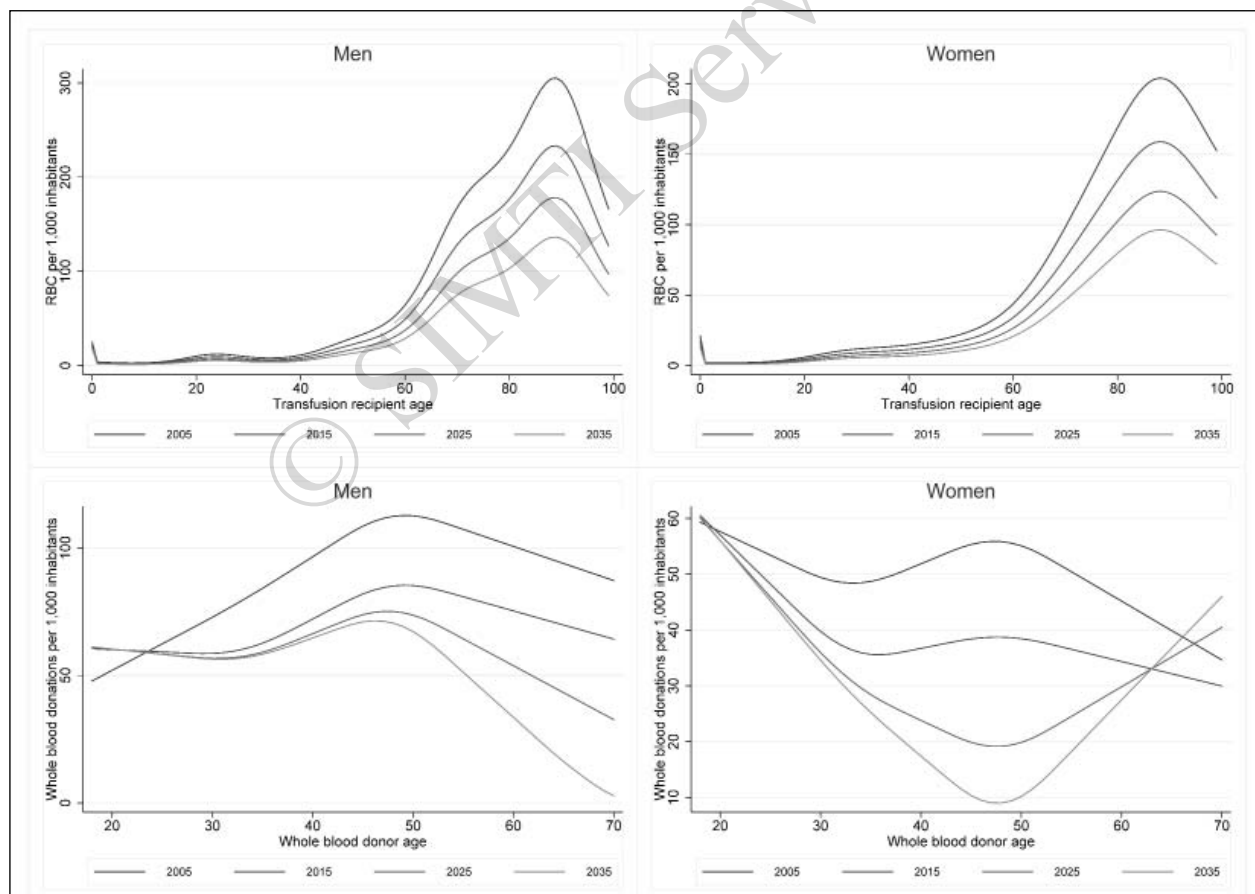 Men
RBC per 1,000 inhabitants
300
200
100
0
0 20 40 60 80 100
Transfusion recipient age
2005 2015 2025 2035
Women
RBC per 1,000 inhabitants
200
150
100
50
0
0 20 40 60 80 100
Transfusion recipient age
2005 2015 2025 2035
Men
Whole blood donations per 1,000 inhabitants
100
50
0
20 30 40 50 60 70
Whole blood donor age
2005 2015 2025 2035
Women
Whole blood donations per 1,000 inhabitants
60
50
40
30
20
10
20 30 40 50 60 70
Whole blood donor age
2005 2015 2025 2035
© SIMTI Serv